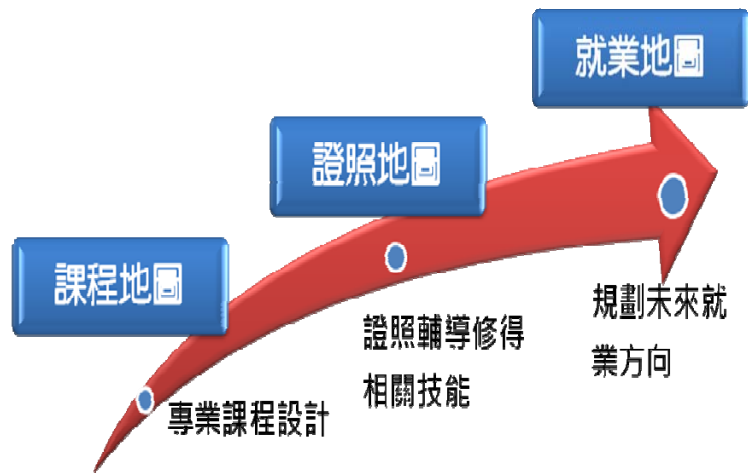 就業地圖
證照地圖
課程地圖
規劃未來就
業方向
證照輔導修得
相關技能
專業課程設計